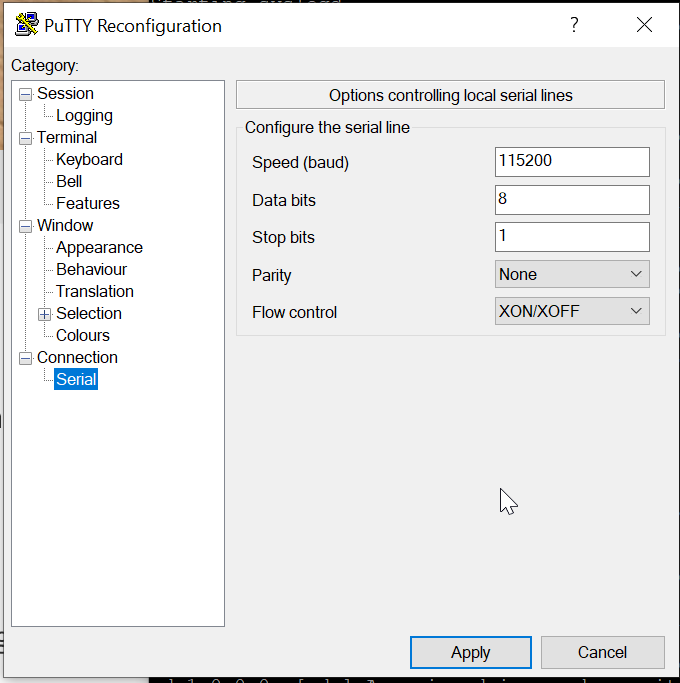 PuTTY Reconfiguration
?
Category:
Session
Logging
Terminal
Keyboard
Bell
Features
Window
Appearance
Behaviour
Translation
Selection
Colours
Connection
Serial
Options controlling local serial lines
Configure the serial line
Speed (baud) 115200
Data bits 8
Stop bits 1
Parity None
Flow control XON/XOFF
Apply Cancel